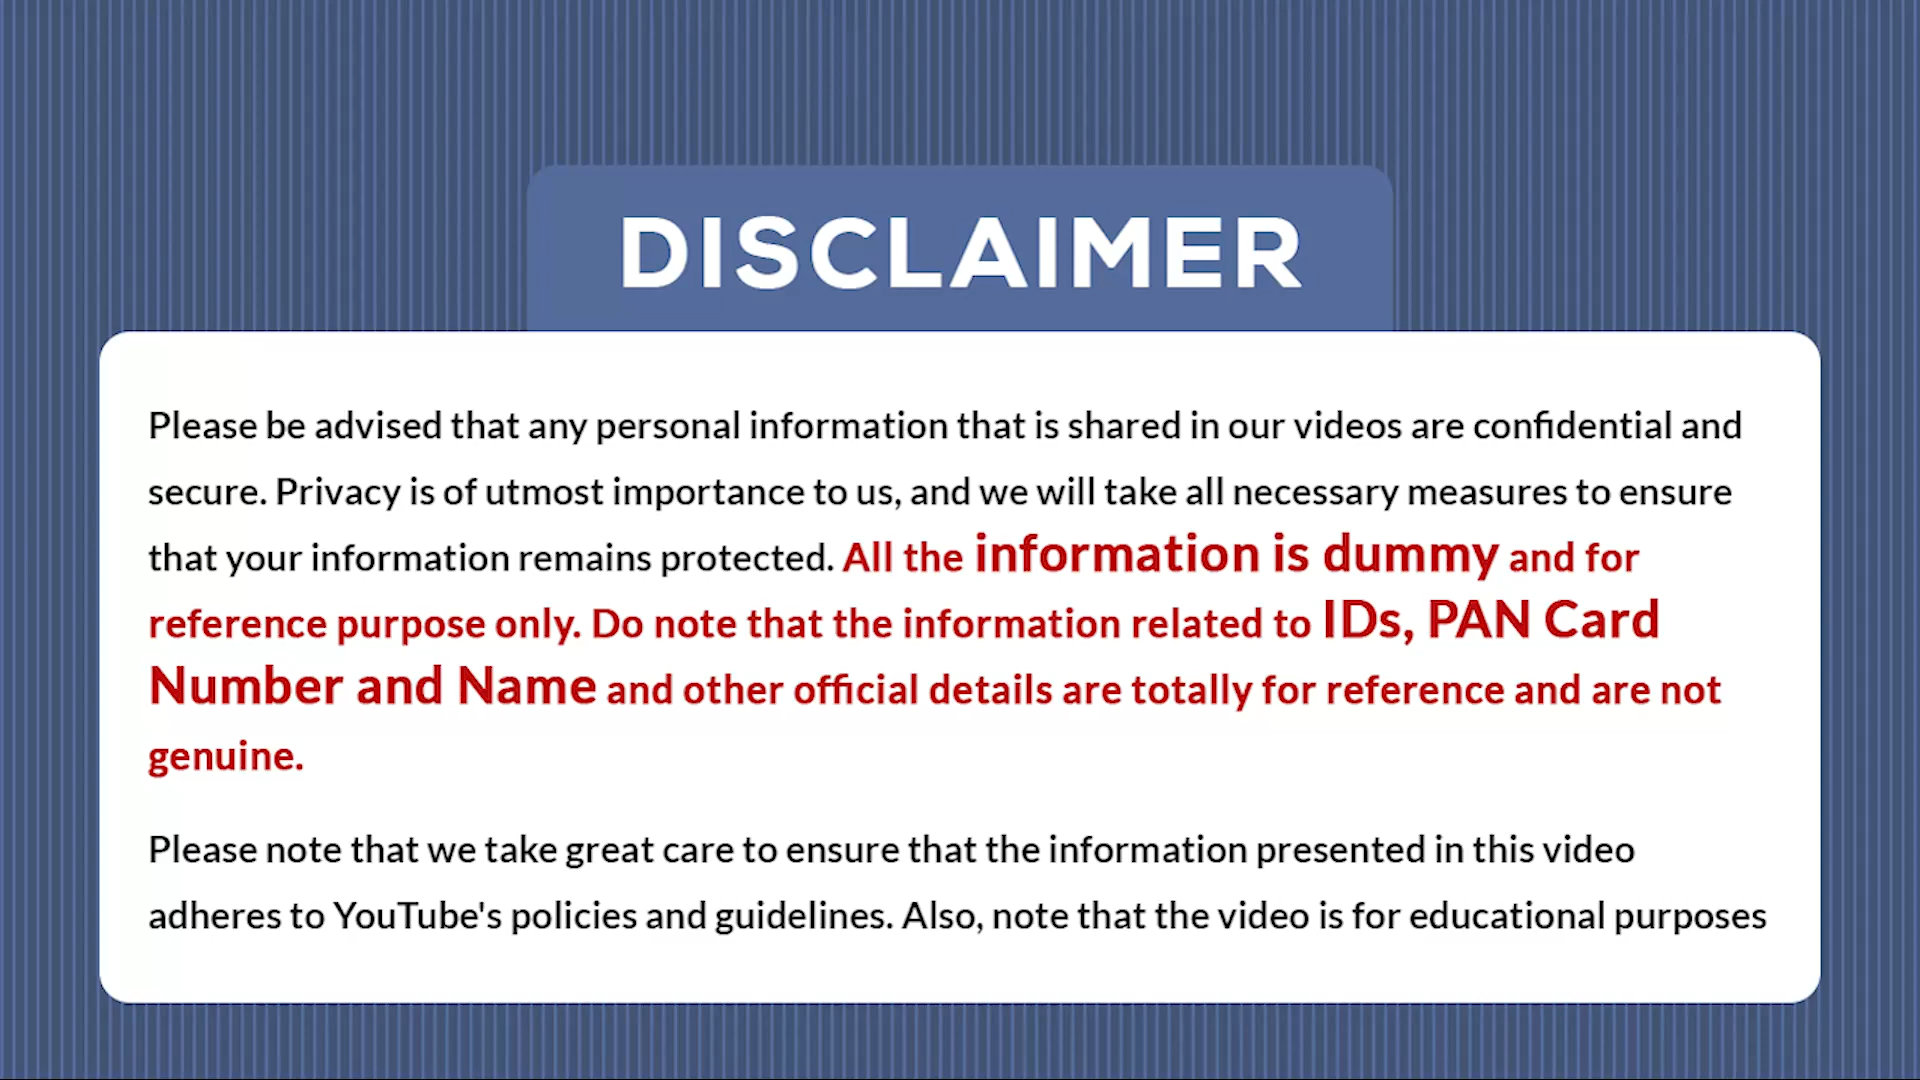 DISCLAIMER
Please be advised that any personal information that is shared in our videos are confidential and
secure. Privacy is of utmost importance to us, and we will take all necessary measures to ensure
that your information remains protected. All the information is dummy and for
reference purpose only. Do note that the information related to IDs, PAN Card
Number and Name and other official details are totally for reference and are not
genuine.
Please note that we take great care to ensure that the information presented in this video
adheres to YouTube's policies and guidelines. Also, note that the video is for educational purposes